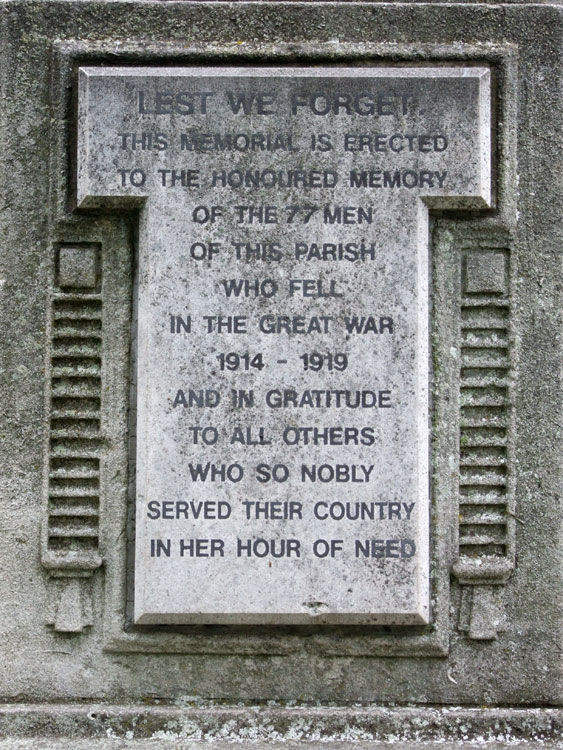 LEST WE FORGET.
THIS MEMORIAL IS ERECTED
TO THE HONOURED MEMORY
OF THE 77 MEN
OF THIS PARISH
WHO FELL
IN THE GREAT WAR
1914 - 1919
AND IN GRATITUDE
TO ALL OTHERS
WHO SO NOBLY
SERVED THEIR COUNTRY
IN HER HOUR OF NEED